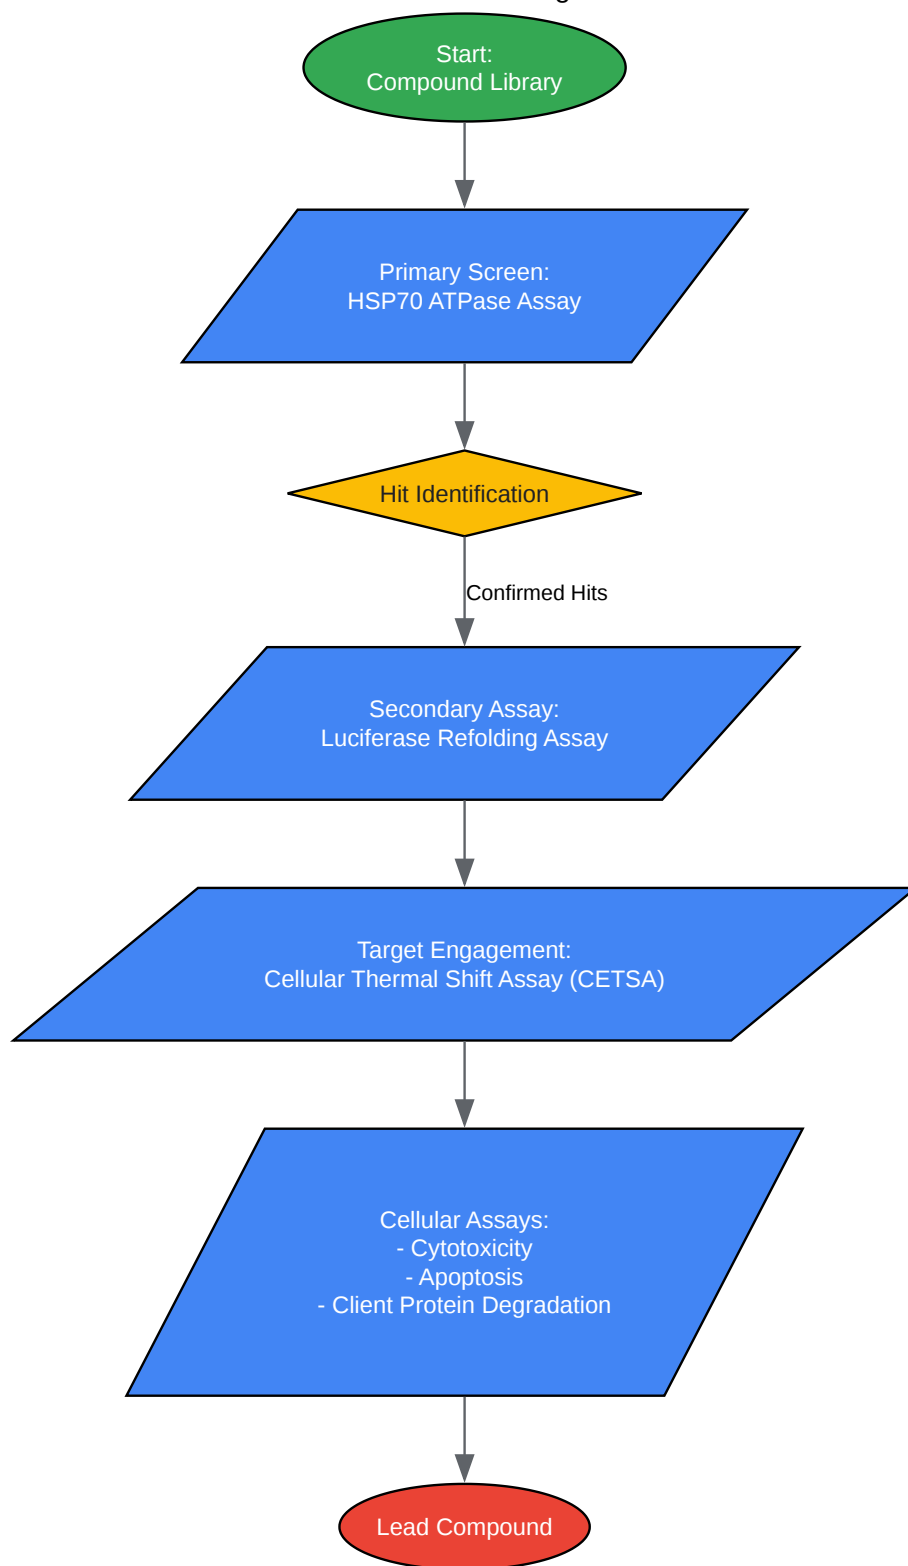 Start:
Compound Library
Primary Screen:
HSP70 ATPase Assay
Hit Identification
Confirmed Hits
Secondary Assay:
Luciferase Refolding Assay
Target Engagement:
Cellular Thermal Shift Assay (CETSA)
Cellular Assays:
- Cytotoxicity
- Apoptosis
- Client Protein Degradation
Lead Compound